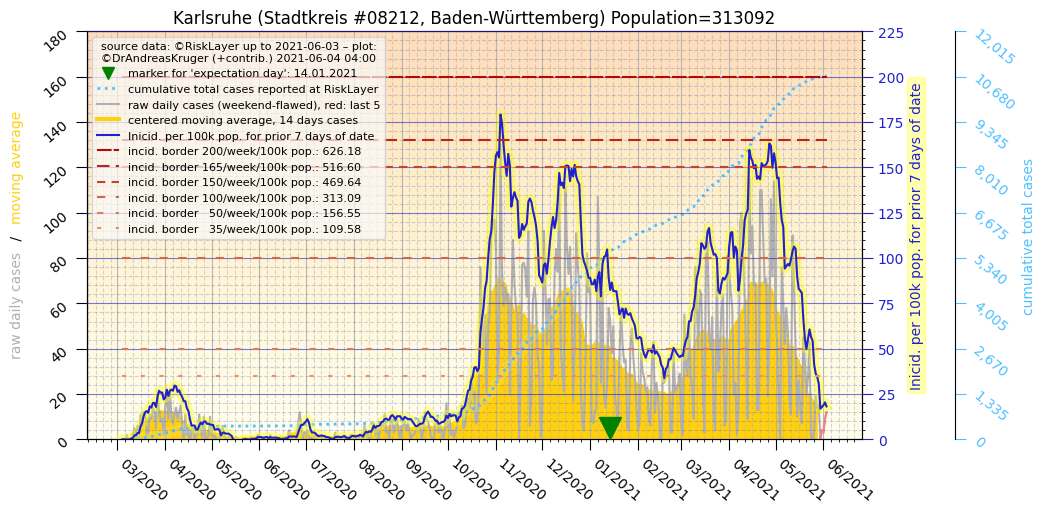 Karlsruhe (Stadtkreis #08212, Baden-Württemberg) Population=313092
source data: ©RiskLayer up to 2021-06-03 – plot:
©DrAndreasKruger (+contrib.) 2021-06-04 04:00
marker for 'expectation day': 14.01.2021
cumulative total cases reported at RiskLayer
raw daily cases (weekend-flawed), red: last 5
centered moving average, 14 days cases
Inicid. per 100k pop. for prior 7 days of date
incid. border 200/week/100k pop.: 626.18
incid. border 165/week/100k pop.: 516.60
incid. border 150/week/100k pop.: 469.64
incid. border 100/week/100k pop.: 313.09
incid. border 50/week/100k pop.: 156.55
incid. border 35/week/100k pop.: 109.58
raw daily cases / moving average
180
160
140
120
100
80
60
40
20
0
03/2020
04/2020
05/2020
06/2020
07/2020
08/2020
09/2020
10/2020
11/2020
12/2020
01/2021
02/2021
03/2021
04/2021
05/2021
06/2021
225
200
175
150
125
100
75
50
25
0
Inicid. per 100k pop. for prior 7 days of date
12,015
10,680
9,345
8,010
6,675
5,340
4,005
2,670
1,335
0
cumulative total cases